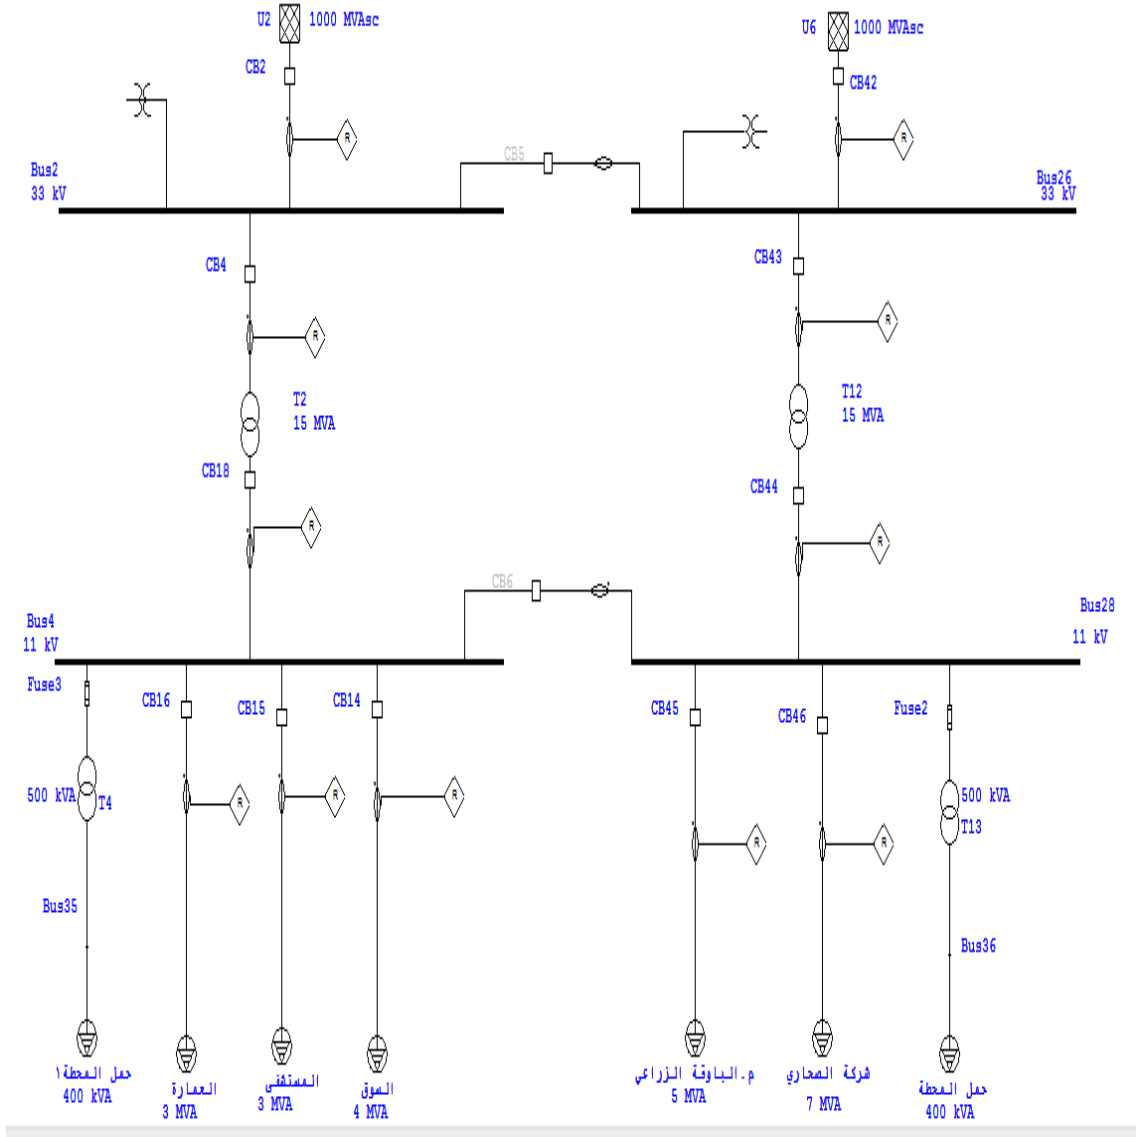 U2 1000 MVAsc
U6 1000 MVAsc
CB2
CB42
R
R
CB5
Bus2
33 kV
Bus26
33 kV
CB4
CB43
R
R
T2
15 MVA
T12
15 MVA
CB18
CB44
R
R
CB6
Bus4
11 kV
Bus28
11 kV
Fuse3
CB16
CB15
CB14
CB45
CB46
Fuse2
500 kVA
T4
R
R
R
R
R
500 kVA
T13
Bus35
Bus36
حمل المحطة١
400 kVA
العمارة
3 MVA
المستشفى
3 MVA
السوق
4 MVA
م.الباوقة الزراعي
5 MVA
شركة الصحاري
7 MVA
حمل المحطة
400 kVA